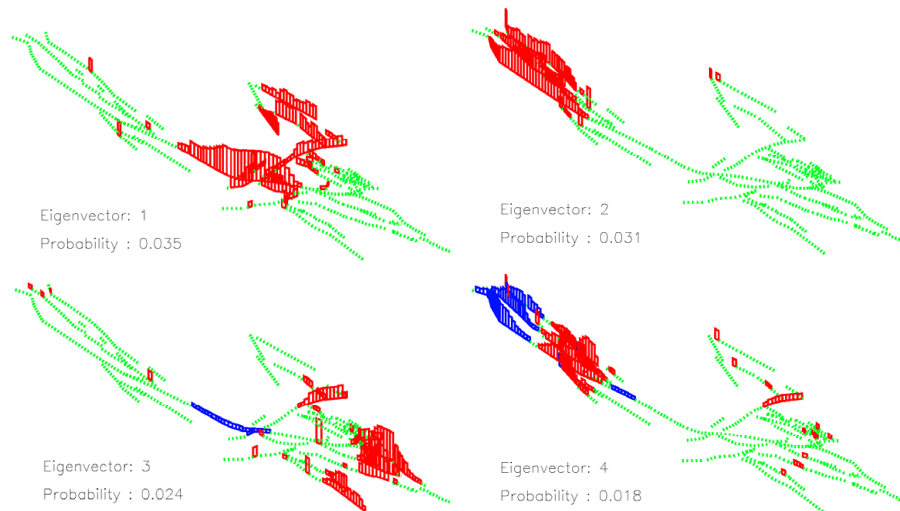 Eigenvector: 1
Probability : 0.035
Eigenvector: 2
Probability : 0.031
Eigenvector: 3
Probability : 0.024
Eigenvector: 4
Probability : 0.018